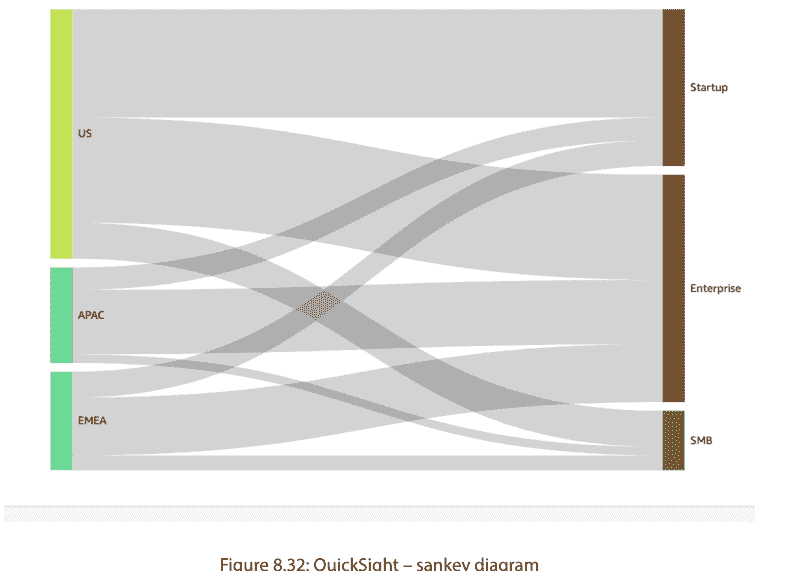 Startup
US
Enterprise
APAC
EMEA
SMB
Figure 8.32: QuickSight – sankey diagram